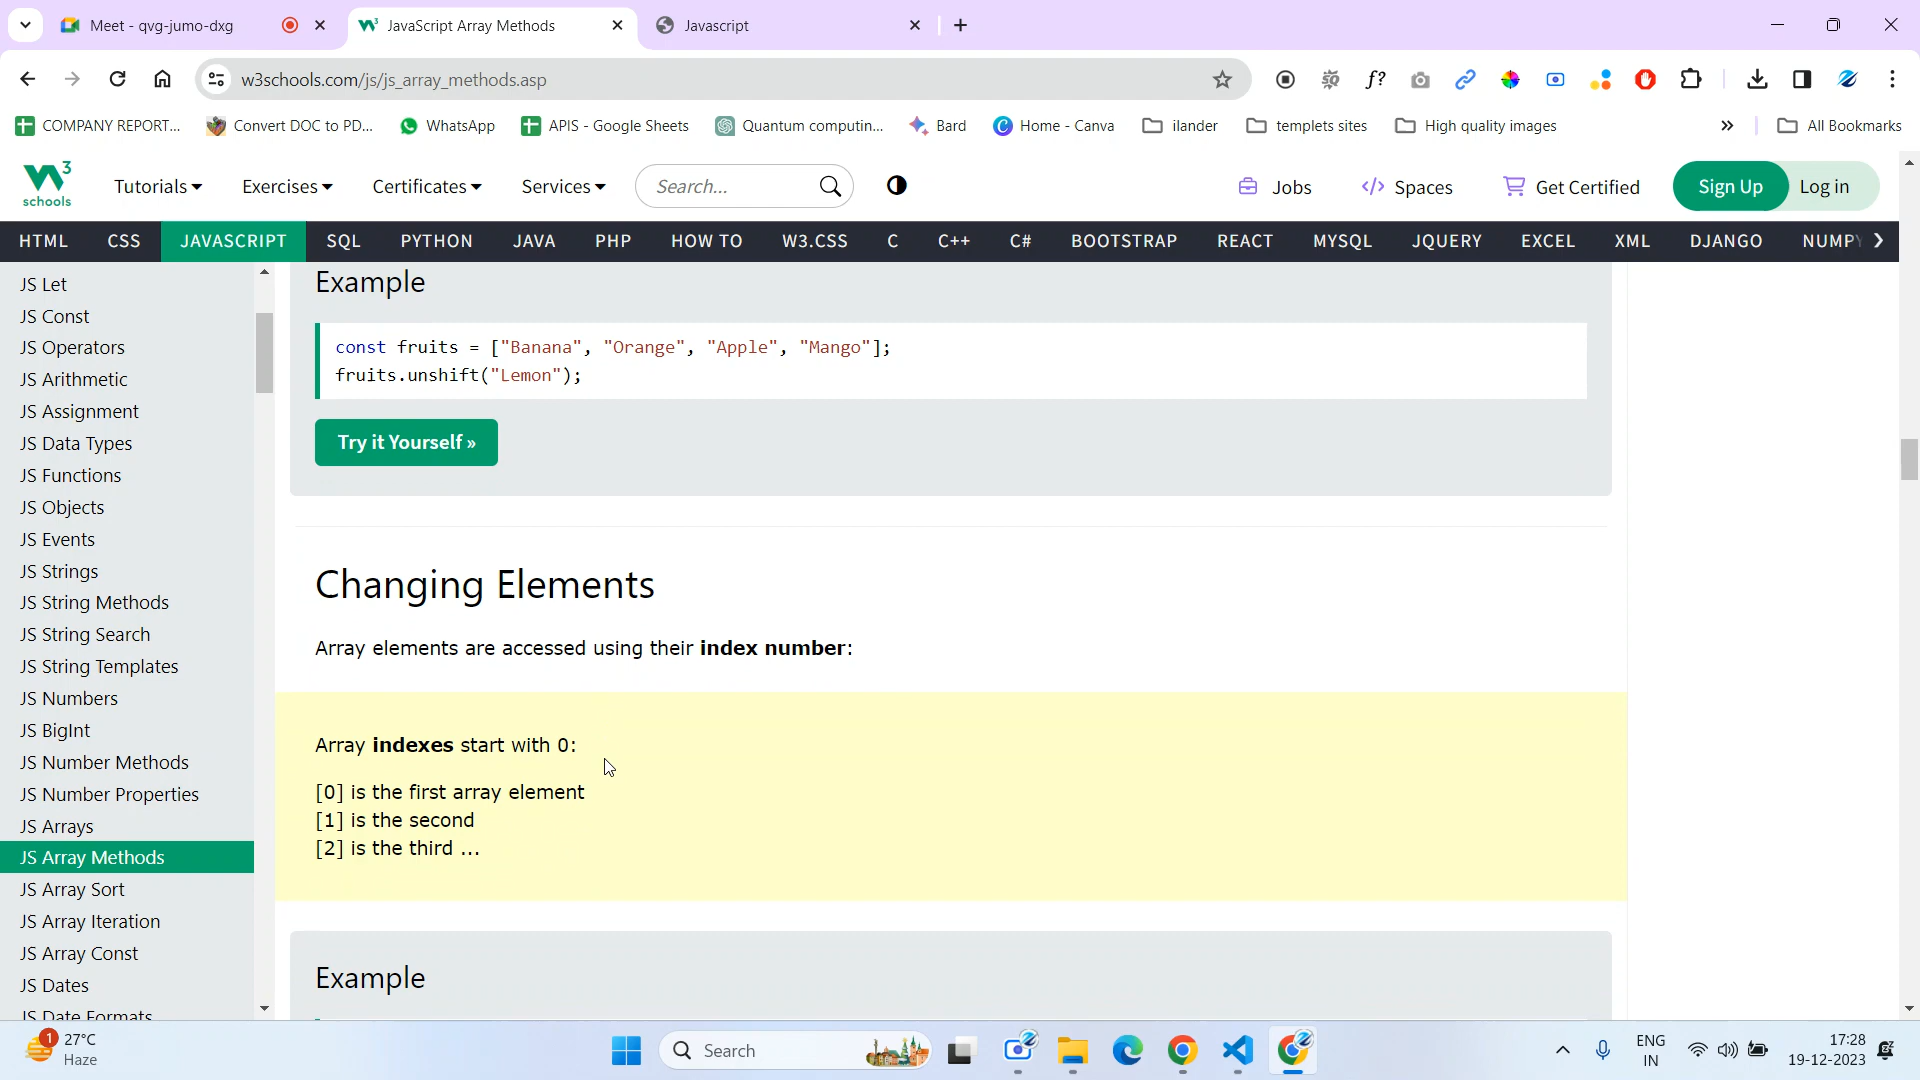 Meet - qvg-jumo-dxg
JavaScript Array Methods
Javascript
w3schools.com/js/js_array_methods.asp
f?
COMPANY REPORT...
Convert DOC to PD...
WhatsApp
APIS - Google Sheets
Quantum computin...
Bard
Home - Canva
ilander
templets sites
High quality images
»
All Bookmarks
W3 schools
Tutorials
Exercises
Certificates
Services
Search...
Jobs
Spaces
Get Certified
Sign Up
Log in
HTML
CSS
JAVASCRIPT
SQL
PYTHON
JAVA
PHP
HOW TO
W3.CSS
C
C++
C#
BOOTSTRAP
REACT
MYSQL
JQUERY
EXCEL
XML
DJANGO
NUMPY
JS Let
JS Const
JS Operators
JS Arithmetic
JS Assignment
JS Data Types
JS Functions
JS Objects
JS Events
JS Strings
JS String Methods
JS String Search
JS String Templates
JS Numbers
JS BigInt
JS Number Methods
JS Number Properties
JS Arrays
JS Array Methods
JS Array Sort
JS Array Iteration
JS Array Const
JS Dates
JS Date Formats
Example
const fruits = ["Banana", "Orange", "Apple", "Mango"];
fruits.unshift("Lemon");
Try it Yourself »
Changing Elements
Array elements are accessed using their index number:
Array indexes start with 0:
[0] is the first array element
[1] is the second
[2] is the third ...
Example
1
27°C
Haze
Search
ENG
IN
17:28
19-12-2023